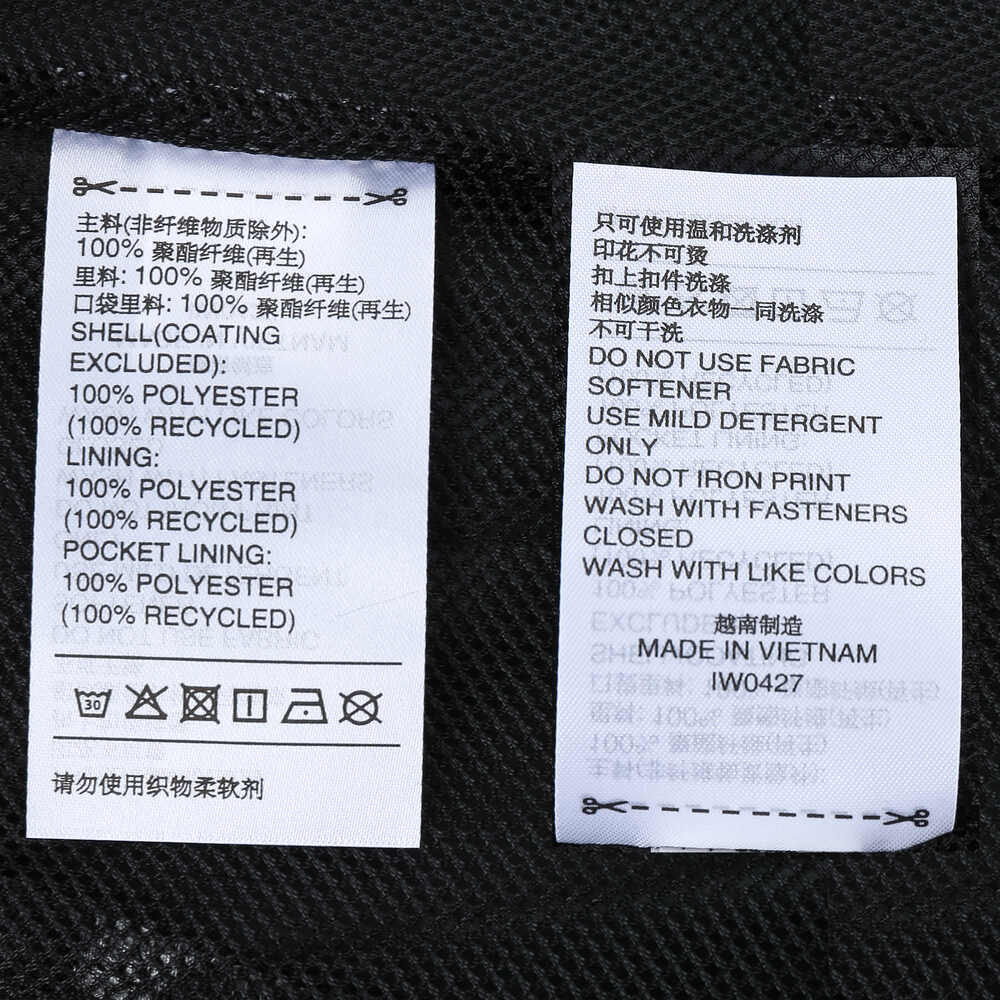 主料(非纤维物质除外):
100% 聚酯纤维(再生)
里料: 100% 聚酯纤维(再生)
口袋里料: 100% 聚酯纤维(再生)
SHELL(COATING
EXCLUDED):
100% POLYESTER
(100% RECYCLED)
LINING:
100% POLYESTER
(100% RECYCLED)
POCKET LINING:
100% POLYESTER
(100% RECYCLED)
30
请勿使用织物柔软剂
只可使用温和洗涤剂
印花不可烫
扣上扣件洗涤
相似颜色衣物一同洗涤
不可干洗
DO NOT USE FABRIC
SOFTENER
USE MILD DETERGENT
ONLY
DO NOT IRON PRINT
WASH WITH FASTENERS
CLOSED
WASH WITH LIKE COLORS
越南制造
MADE IN VIETNAM
IW0427